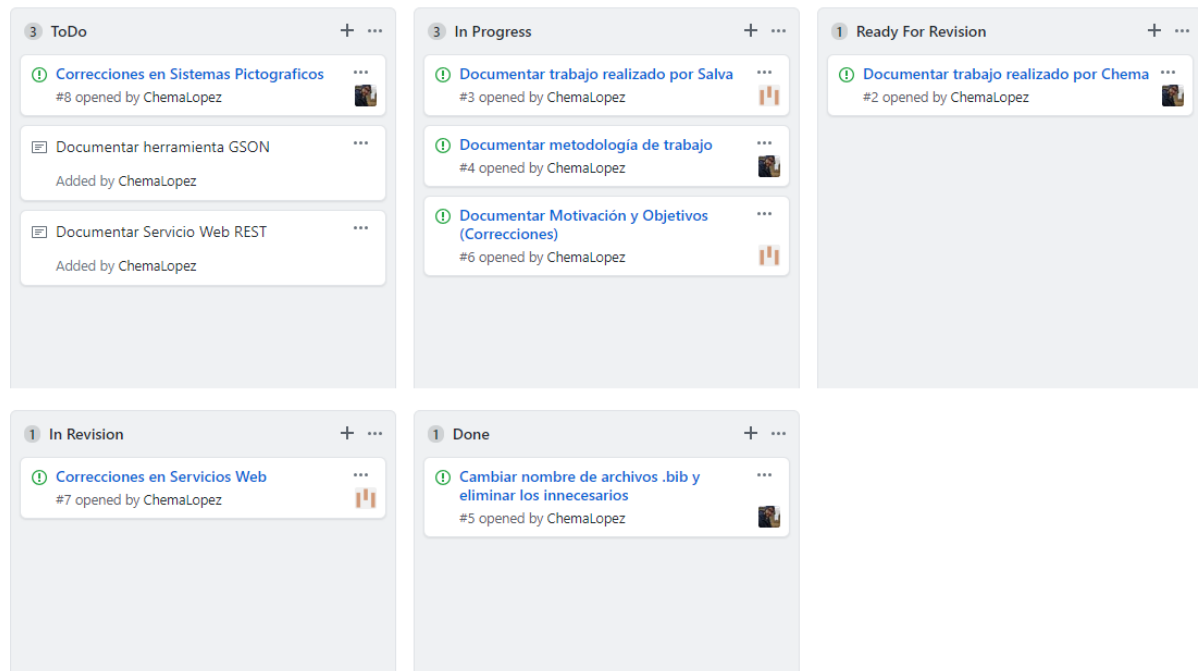 3 ToDo
Correcciones en Sistemas Pictograficos
#8 opened by ChemaLopez
Documentar herramienta GSON
Added by ChemaLopez
Documentar Servicio Web REST
Added by ChemaLopez
3 In Progress
Documentar trabajo realizado por Salva
#3 opened by ChemaLopez
Documentar metodología de trabajo
#4 opened by ChemaLopez
Documentar Motivación y Objetivos
(Correcciones)
#6 opened by ChemaLopez
1 Ready For Revision
Documentar trabajo realizado por Chema
#2 opened by ChemaLopez
1 In Revision
Correcciones en Servicios Web
#7 opened by ChemaLopez
1 Done
Cambiar nombre de archivos .bib y
eliminar los innecesarios
#5 opened by ChemaLopez